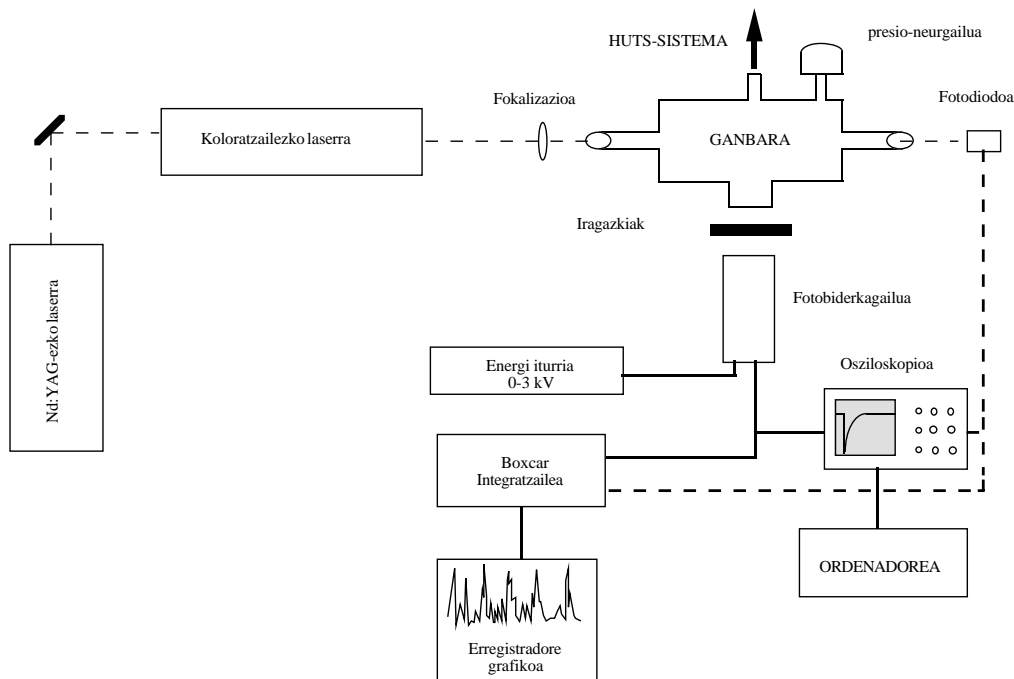 HUTS-SISTEMA
presio-neurgailua
Fokalizazioa
Fotodiodoa
Koloratzailezko laserra
GANBARA
Iragazkiak
Nd:YAG-ezko laserra
Fotobiderkagailua
Energi iturria
0-3 kV
Osziloskopioa
Boxcar
Integratzailea
ORDENADOREA
Erregistradore
grafikoa